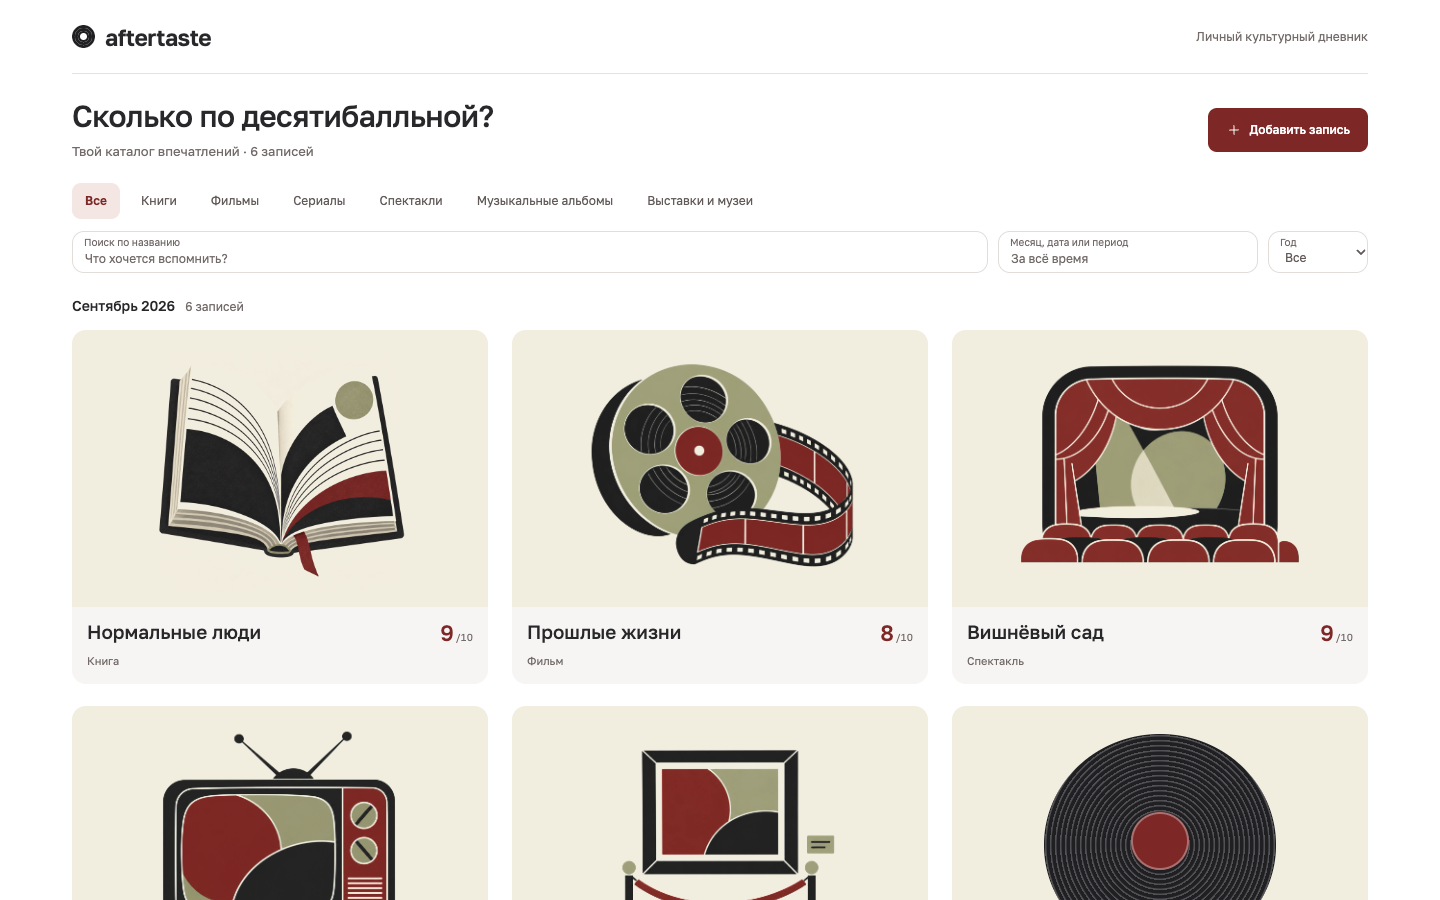 aftertaste
Личный культурный дневник
Сколько по десятибалльной?
Твой каталог впечатлений · 6 записей
+ Добавить запись
Все Книги Фильмы Сериалы Спектакли Музыкальные альбомы Выставки и музеи
Поиск по названию
Что хочется вспомнить?
Месяц, дата или период
За всё время
Год
Все
Сентябрь 2026 6 записей
Нормальные люди 9 /10
Книга
Прошлые жизни 8 /10
Фильм
Вишнёвый сад 9 /10
Спектакль